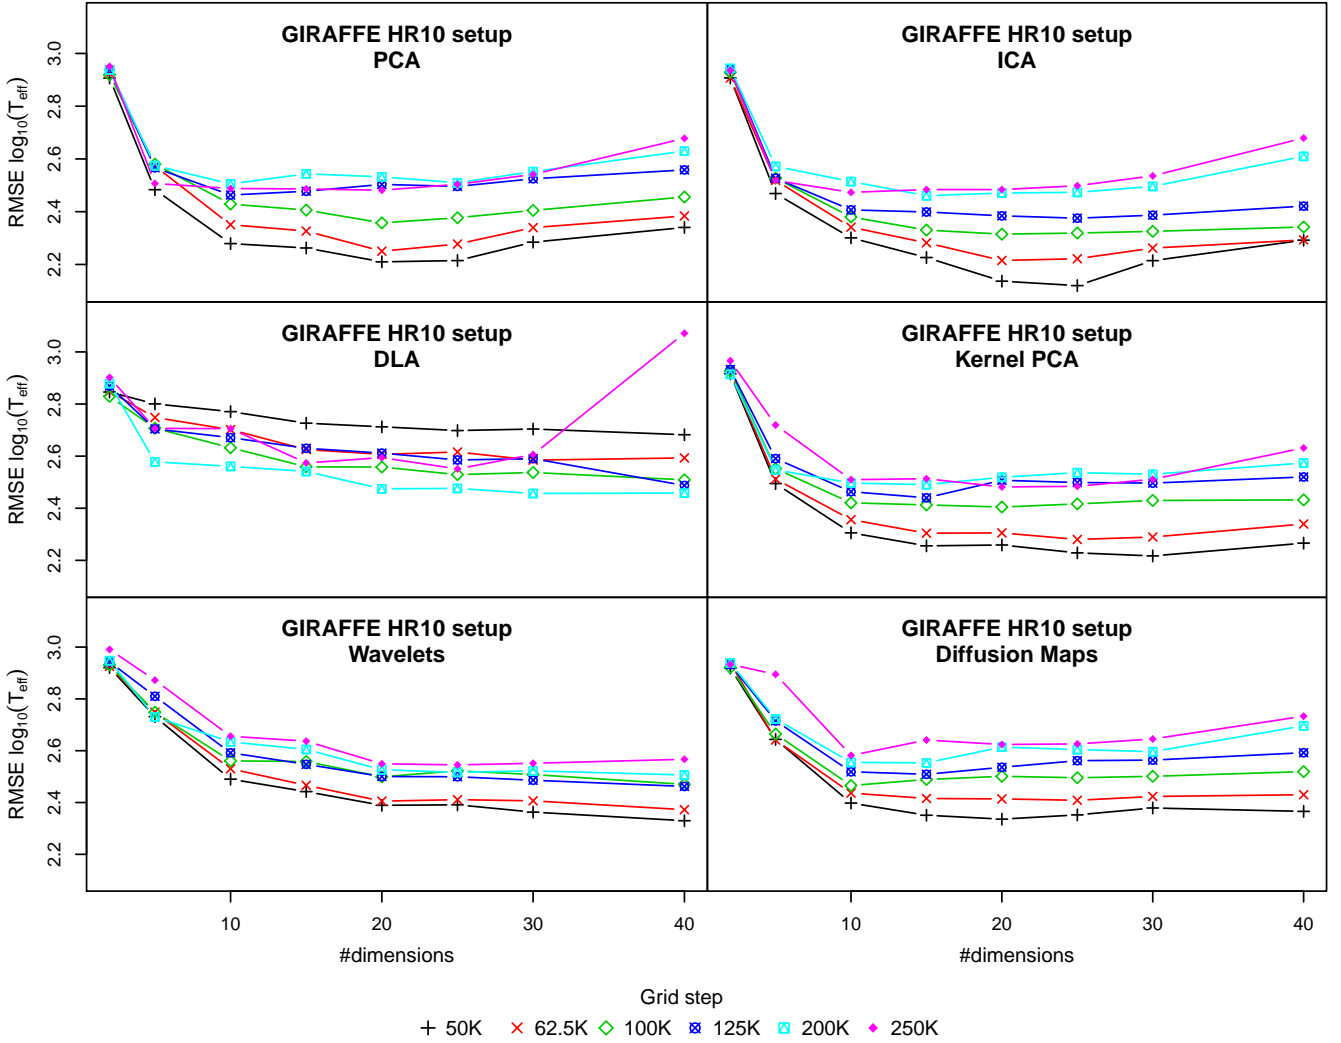 GIRAFFE HR10 setup
PCA
GIRAFFE HR10 setup
ICA
RMSE log₁₀(T_eff)
3.0
2.8
2.6
2.4
2.2
GIRAFFE HR10 setup
DLA
GIRAFFE HR10 setup
Kernel PCA
RMSE log₁₀(T_eff)
3.0
2.8
2.6
2.4
2.2
GIRAFFE HR10 setup
Wavelets
GIRAFFE HR10 setup
Diffusion Maps
RMSE log₁₀(T_eff)
3.0
2.8
2.6
2.4
2.2
10 20 30 40
10 20 30 40
#dimensions
#dimensions
Grid step
50K 62.5K 100K 125K 200K 250K